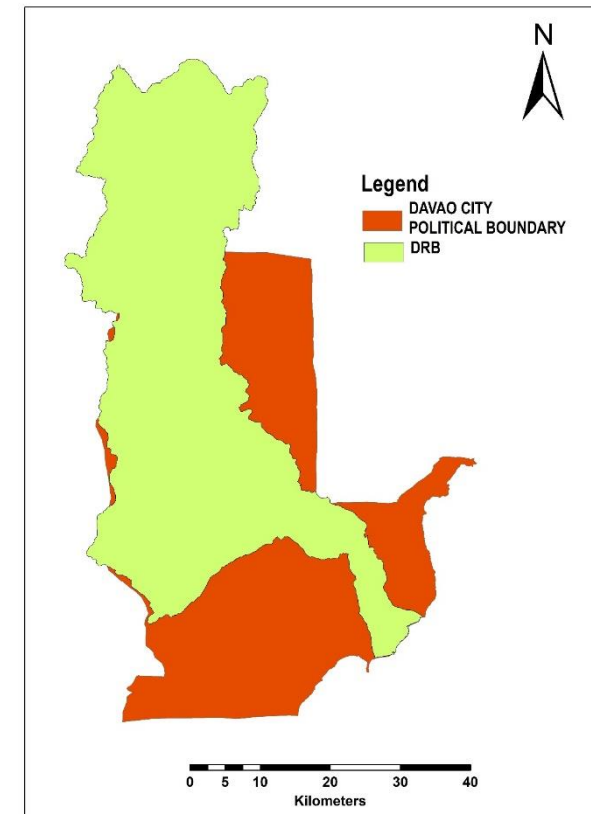 N
Legend
DAVAO CITY
POLITICAL BOUNDARY
DRB
0 5 10 20 30 40
Kilometers